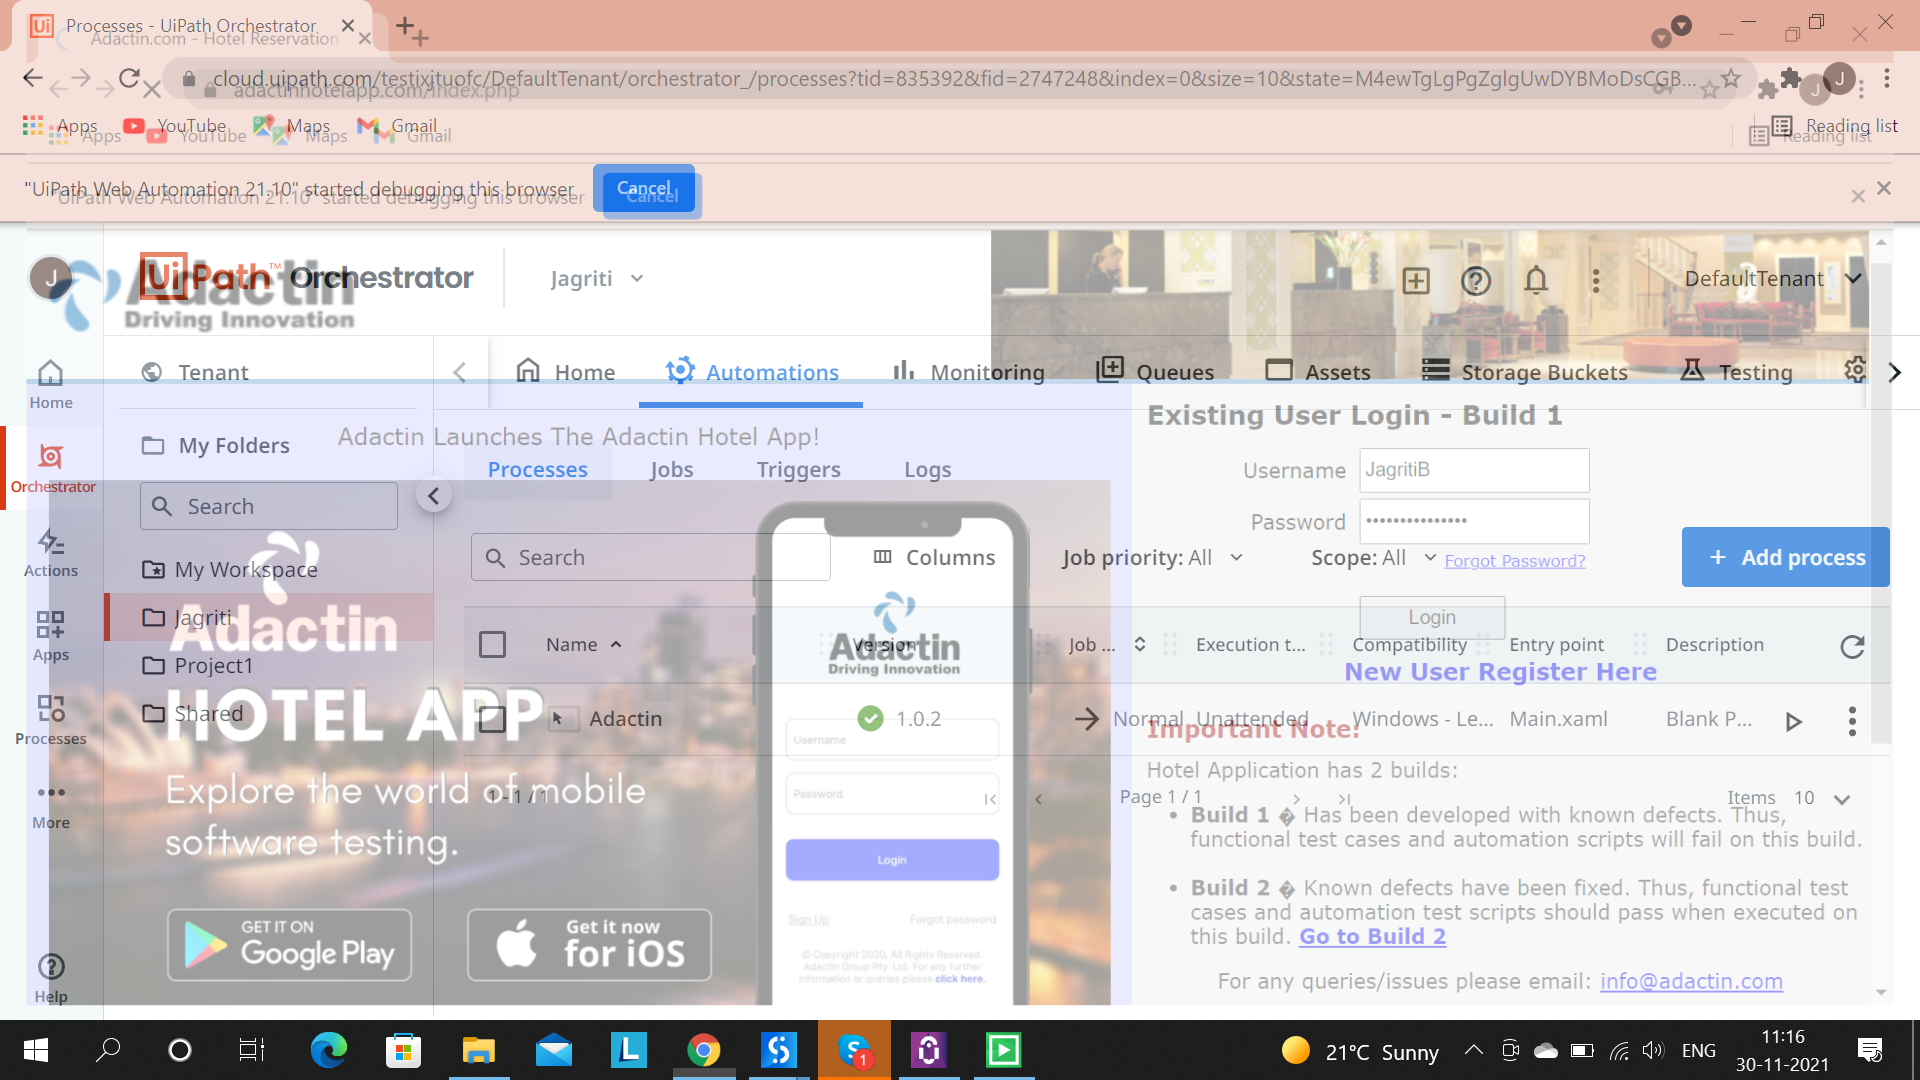 Processes - UiPath Orchestrator
Adactin.com - Hotel Reservation
cloud.uipath.com/testixjtuofc/DefaultTenant/orchestrator_/processes?tid=835392&fid=2747248&index=0&size=10&state=M4ewTgLgPgZglgUwDYBMoDsCGB...
adactinhotelapp.com/index.php
J
J
Apps YouTube Maps Gmail Reading list
Apps YouTube Maps Gmail Reading list
"UiPath Web Automation 21.10" started debugging this browser Cancel
"UiPath Web Automation 21.10" started debugging this browser Cancel
J
UiPath™ Orchestrator
Jagriti
DefaultTenant
Adactin
Driving Innovation
Home
Orchestrator
Actions
Apps
Processes
More
Help
Tenant
My Folders
Search
My Workspace
Jagriti
Project1
Shared
Home Automations Monitoring Queues Assets Storage Buckets Testing
Processes Jobs Triggers Logs
Search
Columns
Job priority: All
Scope: All
+ Add process
Name Version Job ... Execution t... Compatibility Entry point Description
Adactin 1.0.2 Normal Unattended Windows - Le... Main.xaml Blank P...
1 - 1 / 1
Page 1 / 1
Items 10
Adactin Launches The Adactin Hotel App!
Adactin
HOTEL APP
Explore the world of mobile
software testing.
GET IT ON
Google Play
Get it now
for iOS
Adactin
Driving Innovation
Username
Password
Login
Sign Up Forgot password
© Copyright 2020, All Rights Reserved.
Adactin Group Pty. Ltd. For any further
information or queries please click here.
Existing User Login - Build 1
Username JagritiB
Password •••••••••••••••
Forgot Password?
Login
New User Register Here
Important Note!
Hotel Application has 2 builds:
• Build 1 � Has been developed with known defects. Thus,
functional test cases and automation scripts will fail on this build.
• Build 2 � Known defects have been fixed. Thus, functional test
cases and automation test scripts should pass when executed on
this build. Go to Build 2
For any queries/issues please email: info@adactin.com
L
S
1
21°C Sunny
ENG
11:16
30-11-2021